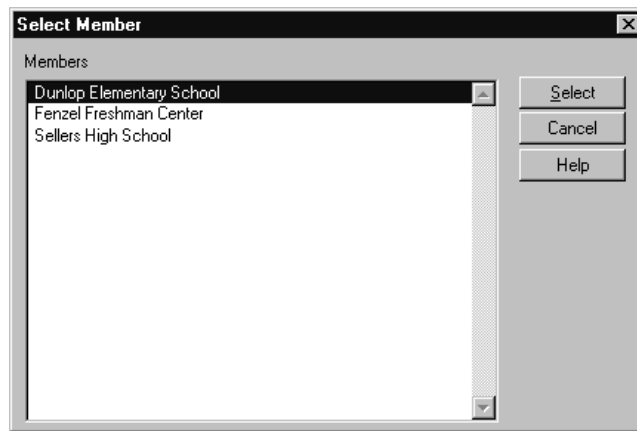 Select Member
Members
Dunlop Elementary School
Fenzel Freshman Center
Sellers High School
Select
Cancel
Help